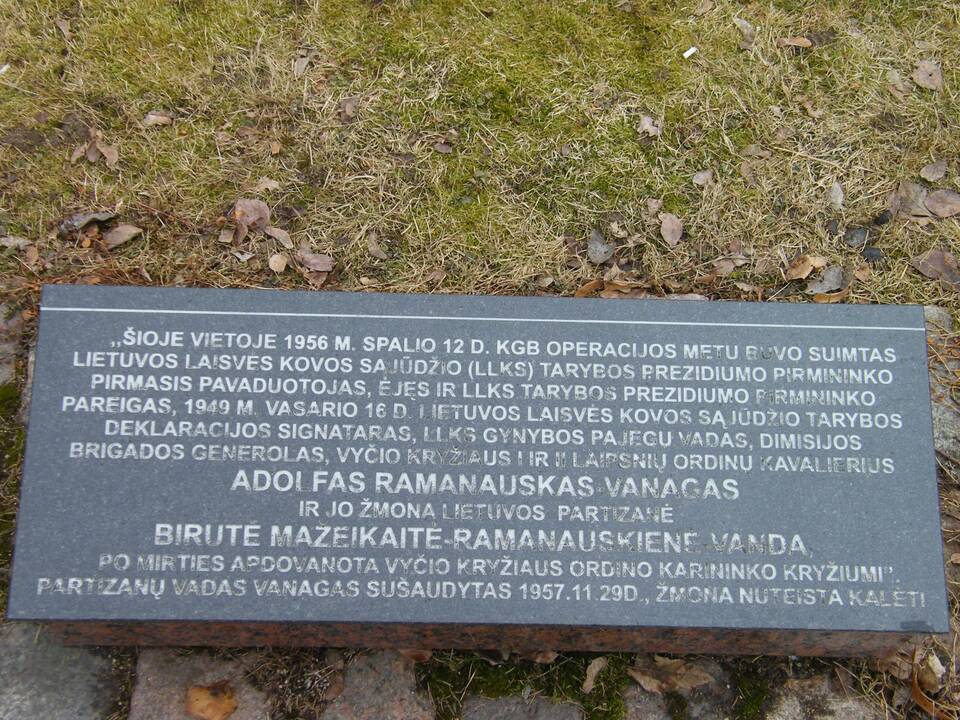 „ŠIOJE VIETOJE 1956 M. SPALIO 12 D. KGB OPERACIJOS METU BUVO SUIMTAS
LIETUVOS LAISVĖS KOVOS SĄJŪDŽIO (LLKS) TARYBOS PREZIDIUMO PIRMININKO
PIRMASIS PAVADUOTOJAS, ĖJĘS IR LLKS TARYBOS PREZIDIUMO PIRMININKO
PAREIGAS, 1949 M. VASARIO 16 D. LIETUVOS LAISVĖS KOVOS SĄJŪDŽIO TARYBOS
DEKLARACIJOS SIGNATARAS, LLKS GYNYBOS PAJĖGŲ VADAS, DIMISIJOS
BRIGADOS GENEROLAS, VYČIO KRYŽIAUS I IR II LAIPSNIŲ ORDINŲ KAVALIERIUS
ADOLFAS RAMANAUSKAS-VANAGAS
IR JO ŽMONA LIETUVOS PARTIZANĖ
BIRUTĖ MAŽEIKAITĖ-RAMANAUSKIENĖ-VANDA,
PO MIRTIES APDOVANOTA VYČIO KRYŽIAUS ORDINO KARININKO KRYŽIUMI”.
PARTIZANŲ VADAS VANAGAS SUŠAUDYTAS 1957.11.29D., ŽMONA NUTEISTA KALĖTI